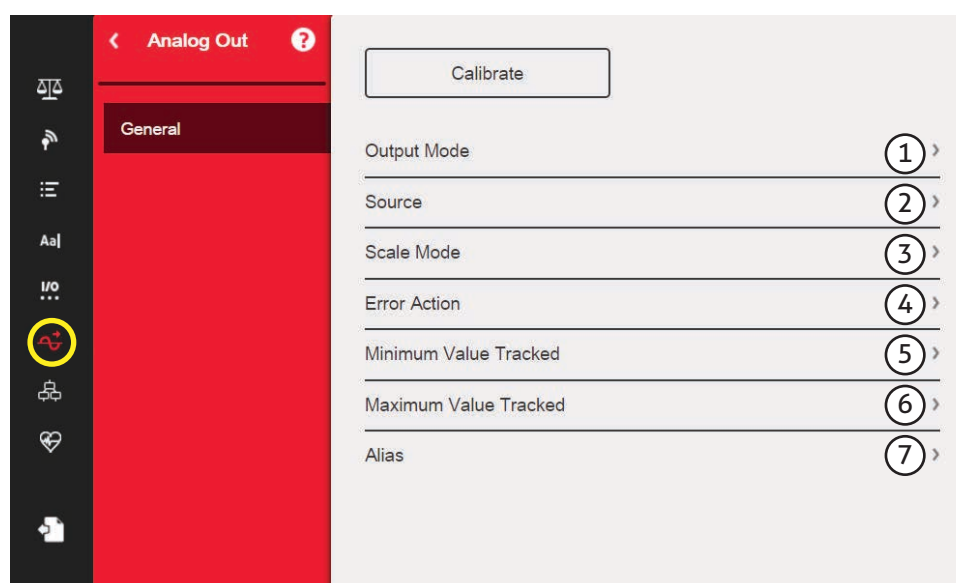 Analog Out ?
General
Aa|
I/O
Calibrate
Output Mode 1
Source 2
Scale Mode 3
Error Action 4
Minimum Value Tracked 5
Maximum Value Tracked 6
Alias 7